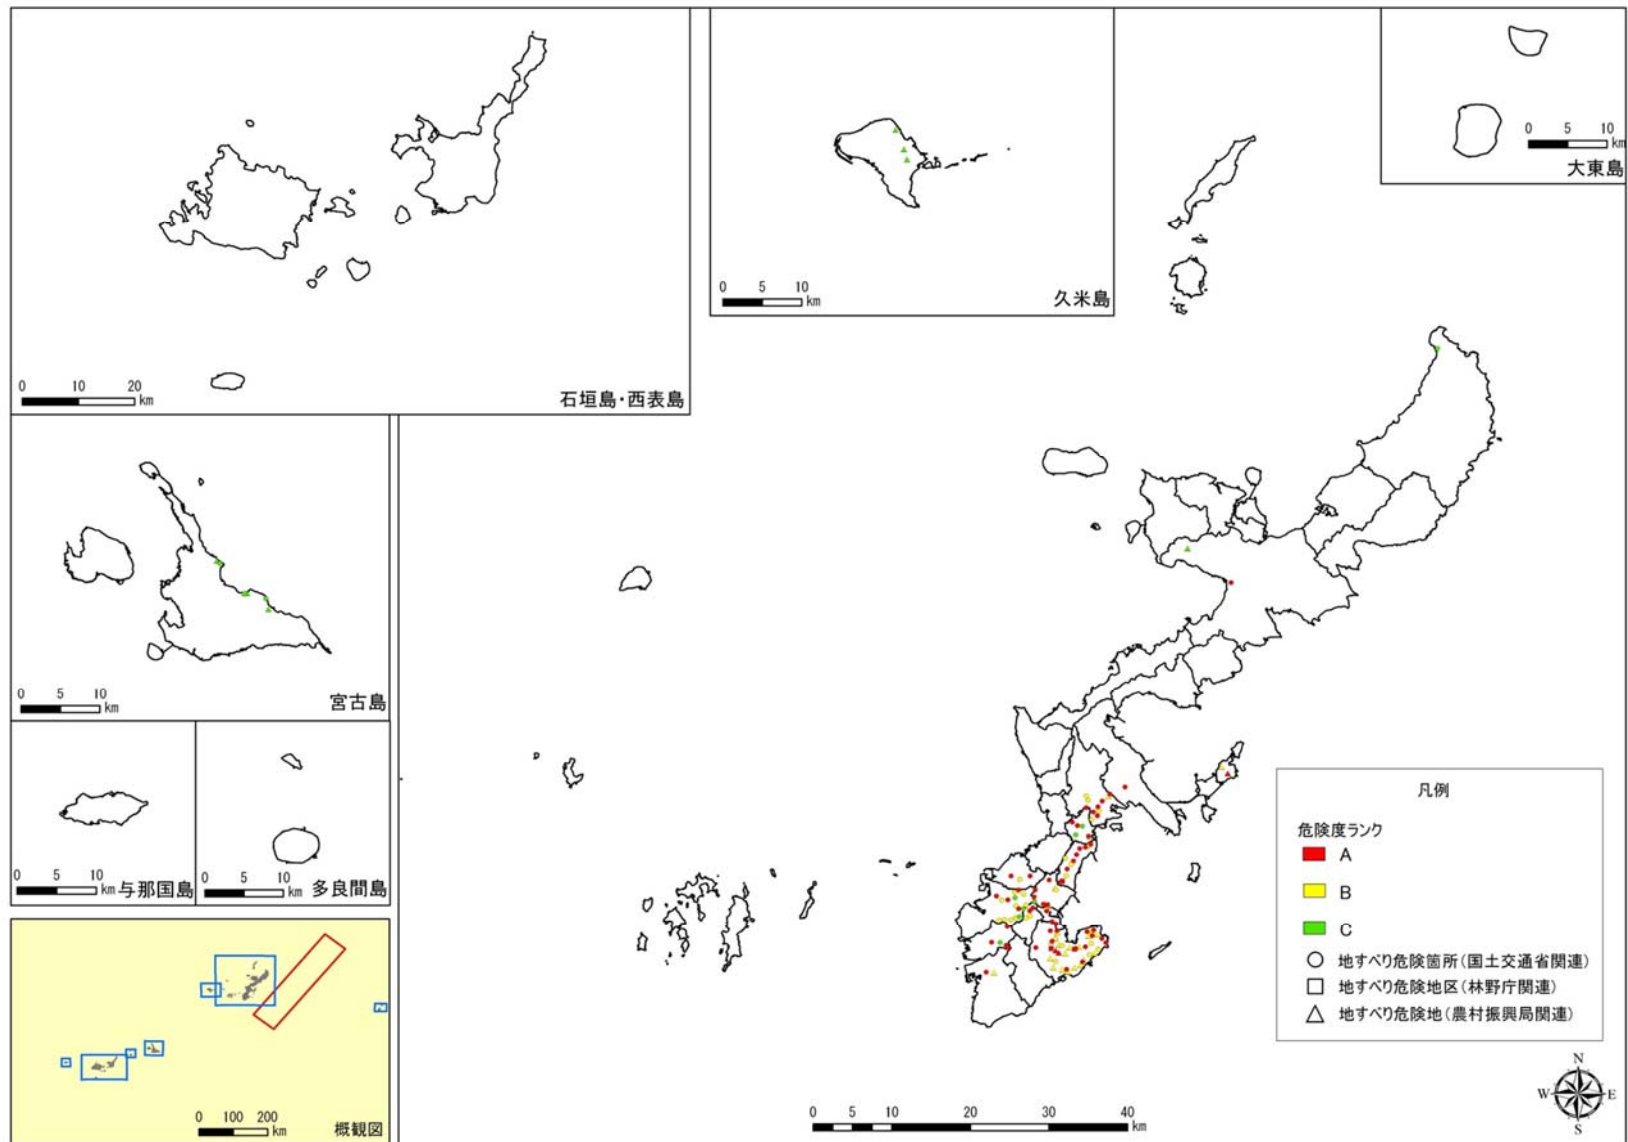 0 10 20
km
石垣島・西表島
0 5 10
km
久米島
0 5 10
km
大東島
0 5 10
km
宮古島
0 5 10
km
与那国島
0 5 10
km
多良間島
0 100 200
km
概観図
凡例
危険度ランク
A
B
C
地すべり危険箇所(国土交通省関連)
地すべり危険地区(林野庁関連)
地すべり危険地(農村振興局関連)
N
W E
S
0 5 10 20 30 40
km